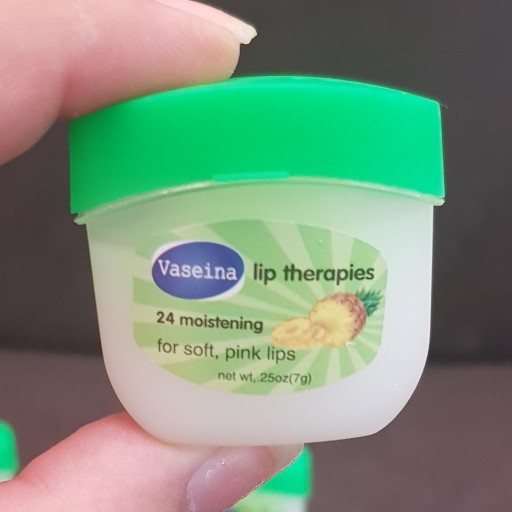 Vaseina lip therapies
24 moistening
for soft, pink lips
net wt, .25oz(7g)